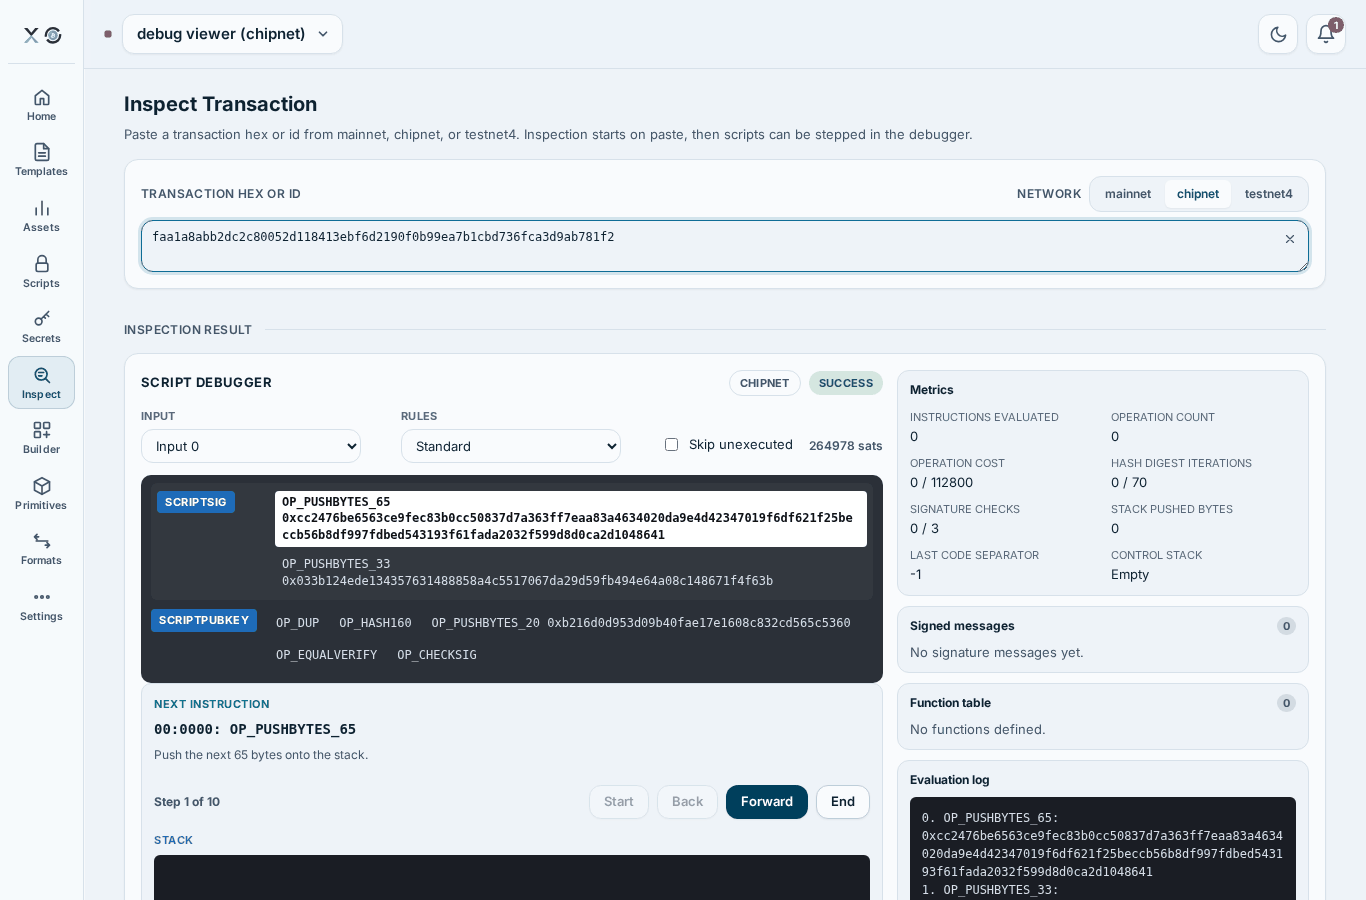 debug viewer (chipnet)
1
Home
Templates
Assets
Scripts
Secrets
Inspect
Builder
Primitives
Formats
Settings
Inspect Transaction
Paste a transaction hex or id from mainnet, chipnet, or testnet4. Inspection starts on paste, then scripts can be stepped in the debugger.
TRANSACTION HEX OR ID
NETWORK
mainnet
chipnet
testnet4
faa1a8abb2dc2c80052d118413ebf6d2190f0b99ea7b1cbd736fca3d9ab781f2
INSPECTION RESULT
SCRIPT DEBUGGER
CHIPNET
SUCCESS
INPUT
Input 0
RULES
Standard
Skip unexecuted
264978 sats
SCRIPTSIG
OP_PUSHBYTES_65
0xcc2476be6563ce9fec83b0cc50837d7a363ff7eaa83a4634020da9e4d42347019f6df621f25be
ccb56b8df997fdbed543193f61fada2032f599d8d0ca2d1048641
OP_PUSHBYTES_33
0x033b124ede134357631488858a4c5517067da29d59fb494e64a08c148671f4f63b
SCRIPTPUBKEY
OP_DUP OP_HASH160 OP_PUSHBYTES_20 0xb216d0d953d09b40fae17e1608c832cd565c5360
OP_EQUALVERIFY OP_CHECKSIG
NEXT INSTRUCTION
00:0000: OP_PUSHBYTES_65
Push the next 65 bytes onto the stack.
Step 1 of 10
Start
Back
Forward
End
STACK
Metrics
INSTRUCTIONS EVALUATED
0
OPERATION COUNT
0
OPERATION COST
0 / 112800
HASH DIGEST ITERATIONS
0 / 70
SIGNATURE CHECKS
0 / 3
STACK PUSHED BYTES
0
LAST CODE SEPARATOR
-1
CONTROL STACK
Empty
Signed messages
0
No signature messages yet.
Function table
0
No functions defined.
Evaluation log
0. OP_PUSHBYTES_65:
0xcc2476be6563ce9fec83b0cc50837d7a363ff7eaa83a4634
020da9e4d42347019f6df621f25beccb56b8df997fdbed5431
93f61fada2032f599d8d0ca2d1048641
1. OP_PUSHBYTES_33: